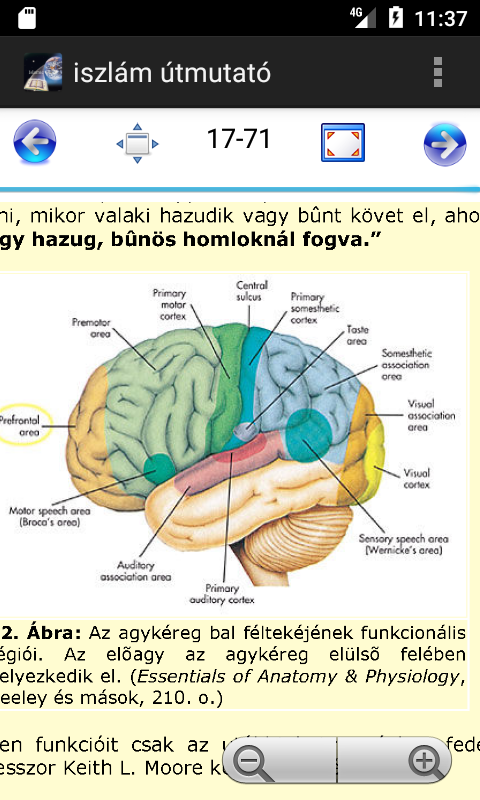 4G 11:37
iszlám útmutató
17-71
ni, mikor valaki hazudik vagy bûnt követ el, aho
gy hazug, bûnös homloknál fogva.”
Central
sulcus
Primary
motor
cortex
Primary
somesthetic
cortex
Premotor
area
Taste
area
Somesthetic
association
area
Prefrontal
area
Visual
association
area
Visual
cortex
Motor speech area
(Broca's area)
Sensory speech area
(Wernicke's area)
Auditory
association area
Primary
auditory cortex
2. Ábra: Az agykéreg bal féltekéjének funkcionális
égiói. Az elõagy az agykéreg elülsõ felében
elyezkedik el. (Essentials of Anatomy & Physiology,
eeley és mások, 210. o.)
en funkcióit csak az
fede
esszor Keith L. Moore